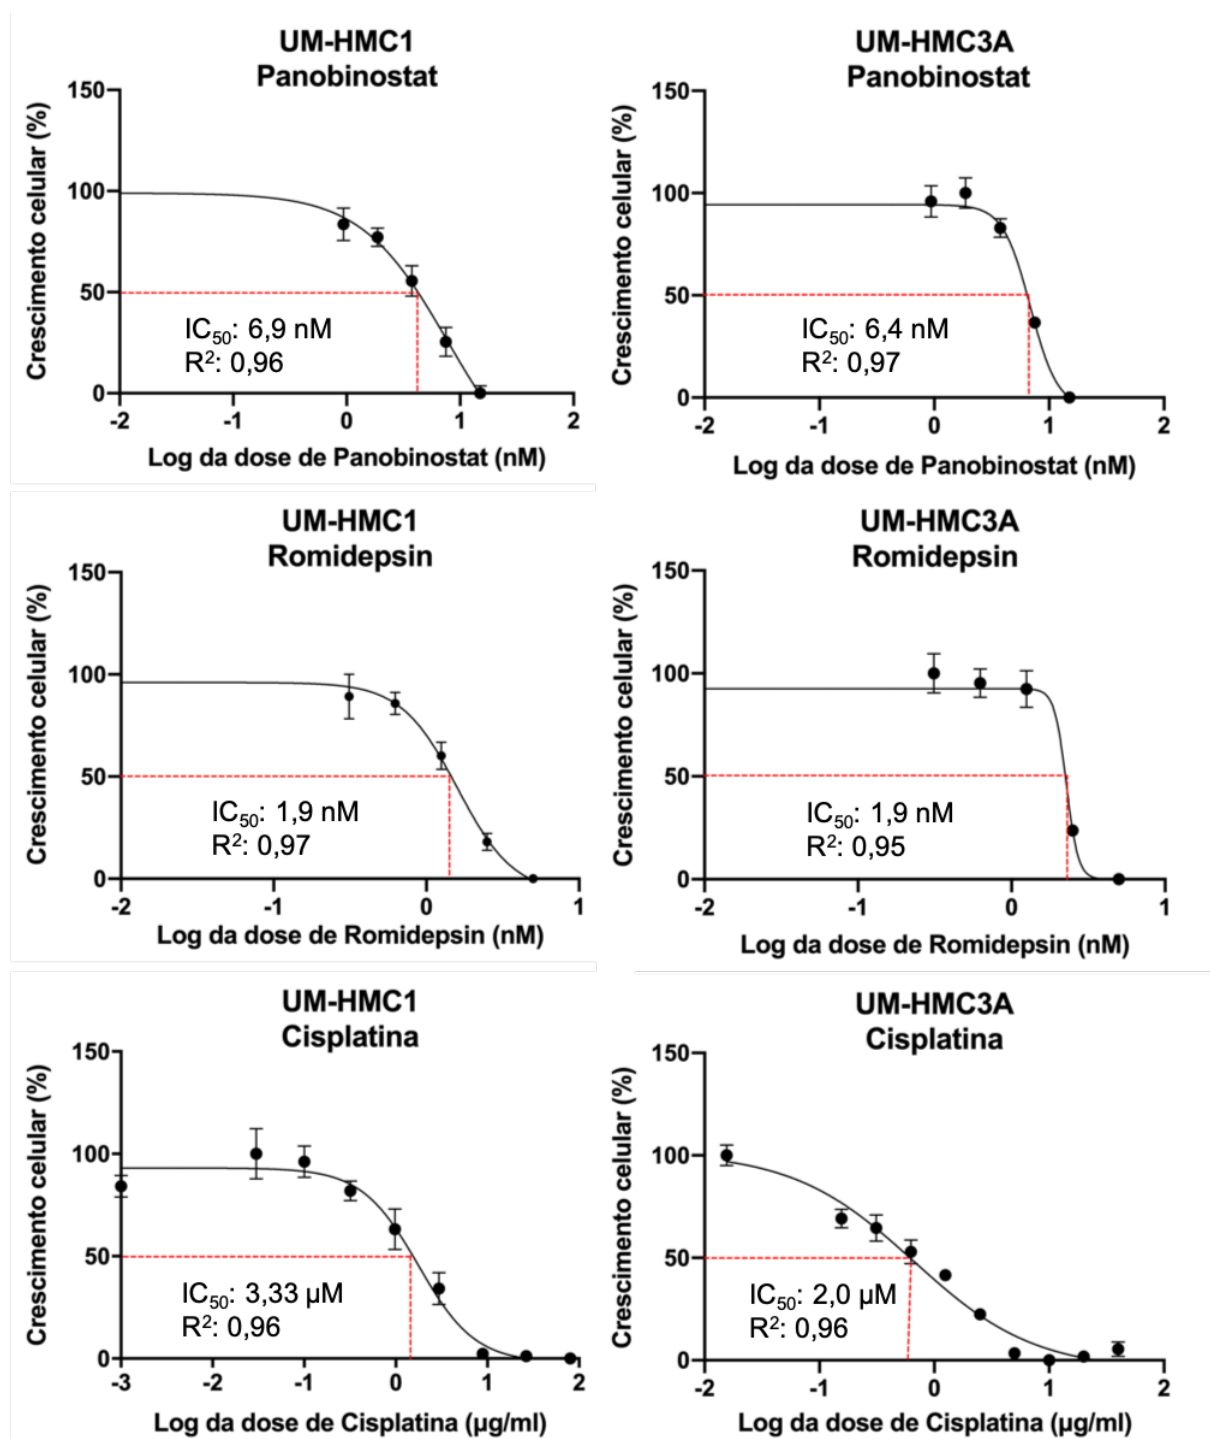 UM-HMC1
Panobinostat
Crescimento celular (%)
150
100
50
0
IC₅₀: 6,9 nM
R²: 0,96
-2 -1 0 1 2
Log da dose de Panobinostat (nM)
UM-HMC3A
Panobinostat
Crescimento celular (%)
150
100
50
0
IC₅₀: 6,4 nM
R²: 0,97
-2 -1 0 1 2
Log da dose de Panobinostat (nM)
UM-HMC1
Romidepsin
Crescimento celular (%)
150
100
50
0
IC₅₀: 1,9 nM
R²: 0,97
-2 -1 0 1
Log da dose de Romidepsin (nM)
UM-HMC3A
Romidepsin
Crescimento celular (%)
150
100
50
0
IC₅₀: 1,9 nM
R²: 0,95
-2 -1 0 1
Log da dose de Romidepsin (nM)
UM-HMC1
Cisplatina
Crescimento celular (%)
150
100
50
0
IC₅₀: 3,33 µM
R²: 0,96
-3 -2 -1 0 1 2
Log da dose de Cisplatina (µg/ml)
UM-HMC3A
Cisplatina
Crescimento celular (%)
150
100
50
0
IC₅₀: 2,0 µM
R²: 0,96
-2 -1 0 1 2
Log da dose de Cisplatina (µg/ml)